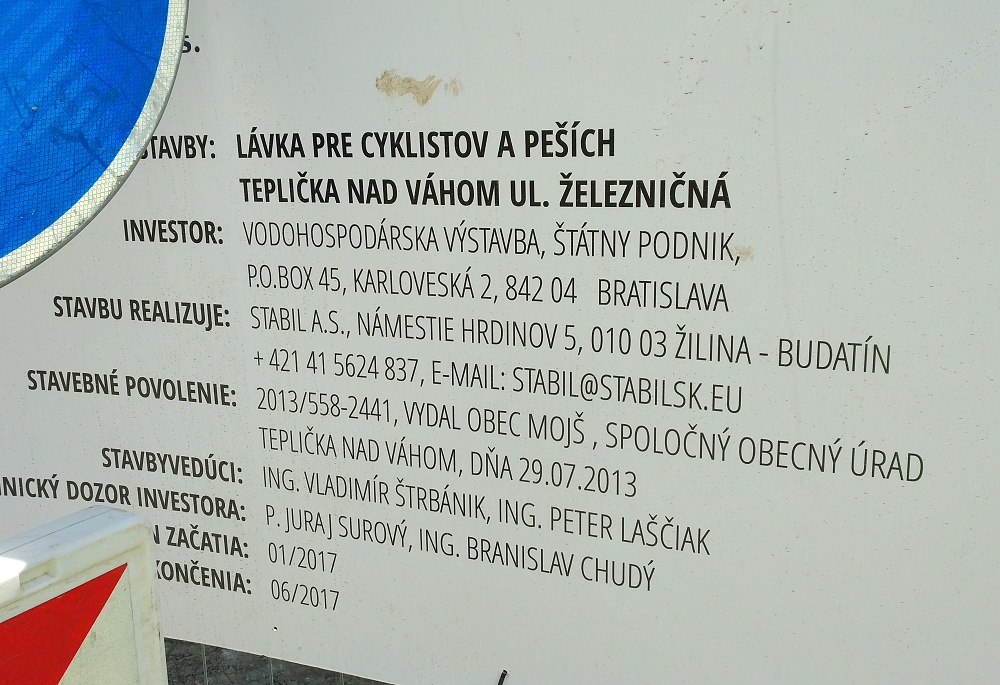 s.
STAVBY: LÁVKA PRE CYKLISTOV A PEŠÍCH
TEPLIČKA NAD VÁHOM UL. ŽELEZNIČNÁ
INVESTOR: VODOHOSPODÁRSKA VÝSTAVBA, ŠTÁTNY PODNIK,
P.O.BOX 45, KARLOVESKÁ 2, 842 04 BRATISLAVA
STAVBU REALIZUJE: STABIL A.S., NÁMESTIE HRDINOV 5, 010 03 ŽILINA - BUDATÍN
+ 421 41 5624 837, E-MAIL: STABIL@STABILSK.EU
STAVEBNÉ POVOLENIE: 2013/558-2441, VYDAL OBEC MOJŠ , SPOLOČNÝ OBECNÝ ÚRAD
TEPLIČKA NAD VÁHOM, DŇA 29.07.2013
STAVBYVEDÚCI: ING. VLADIMÍR ŠTRBÁNIK, ING. PETER LAŠČIAK
NICKÝ DOZOR INVESTORA: P. JURAJ SUROVÝ, ING. BRANISLAV CHUDÝ
N ZAČATIA: 01/2017
KONČENIA: 06/2017